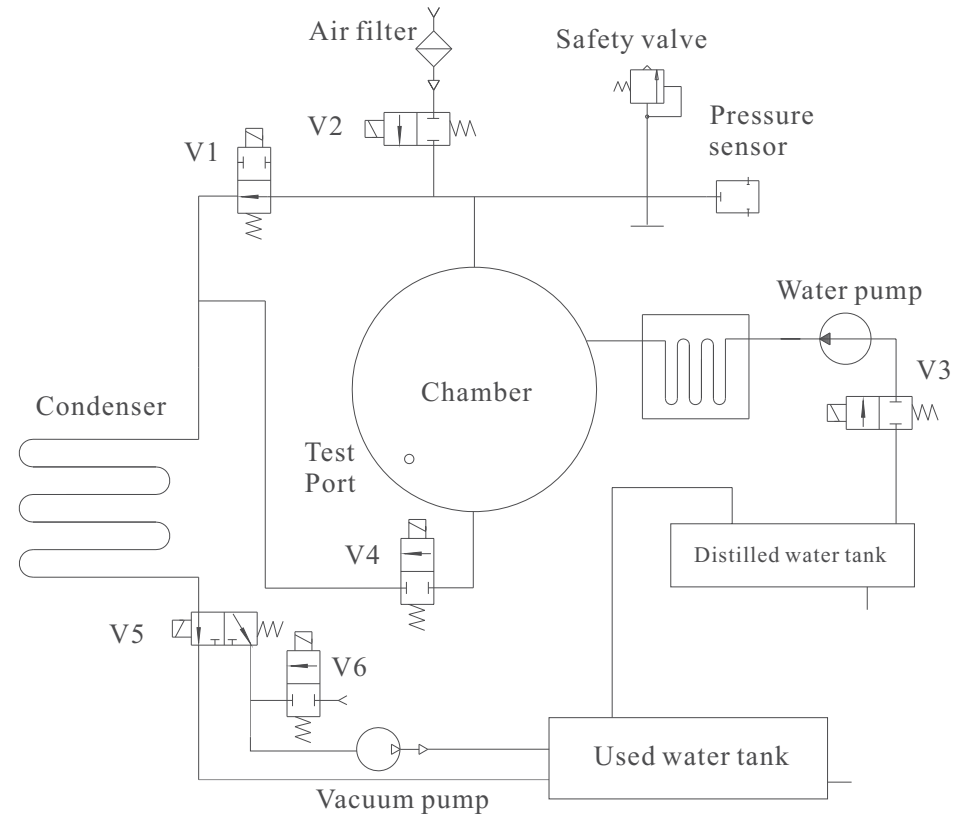 Air filter
Safety valve
V2
Pressure
sensor
V1
Water pump
V3
Condenser
Chamber
Test
Port
V4
Distilled water tank
V5
V6
Used water tank
Vacuum pump